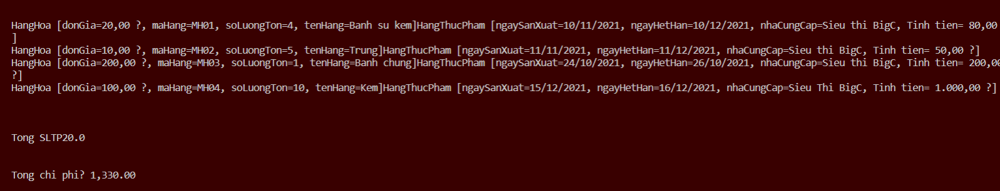 HangHoa [donGia=20,00 ?, maHang=MH01, soLuongTon=4, tenHang=Banh su kem]HangThucPham [ngaySanXuat=10/11/2021, ngayHetHan=10/12/2021, nhaCungCap=Sieu thi BigC, Tinh tien= 80,00
]
HangHoa [donGia=10,00 ?, maHang=MH02, soLuongTon=5, tenHang=Trung]HangThucPham [ngaySanXuat=11/11/2021, ngayHetHan=11/12/2021, nhaCungCap=Sieu thi BigC, Tinh tien= 50,00 ?]
HangHoa [donGia=200,00 ?, maHang=MH03, soLuongTon=1, tenHang=Banh chung]HangThucPham [ngaySanXuat=24/10/2021, ngayHetHan=26/10/2021, nhaCungCap=Sieu thi BigC, Tinh tien= 200,00
?]
HangHoa [donGia=100,00 ?, maHang=MH04, soLuongTon=10, tenHang=Kem]HangThucPham [ngaySanXuat=15/12/2021, ngayHetHan=16/12/2021, nhaCungCap=Sieu Thi BigC, Tinh tien= 1.000,00 ?]
Tong SLTP20.0
Tong chi phi? 1,330.00